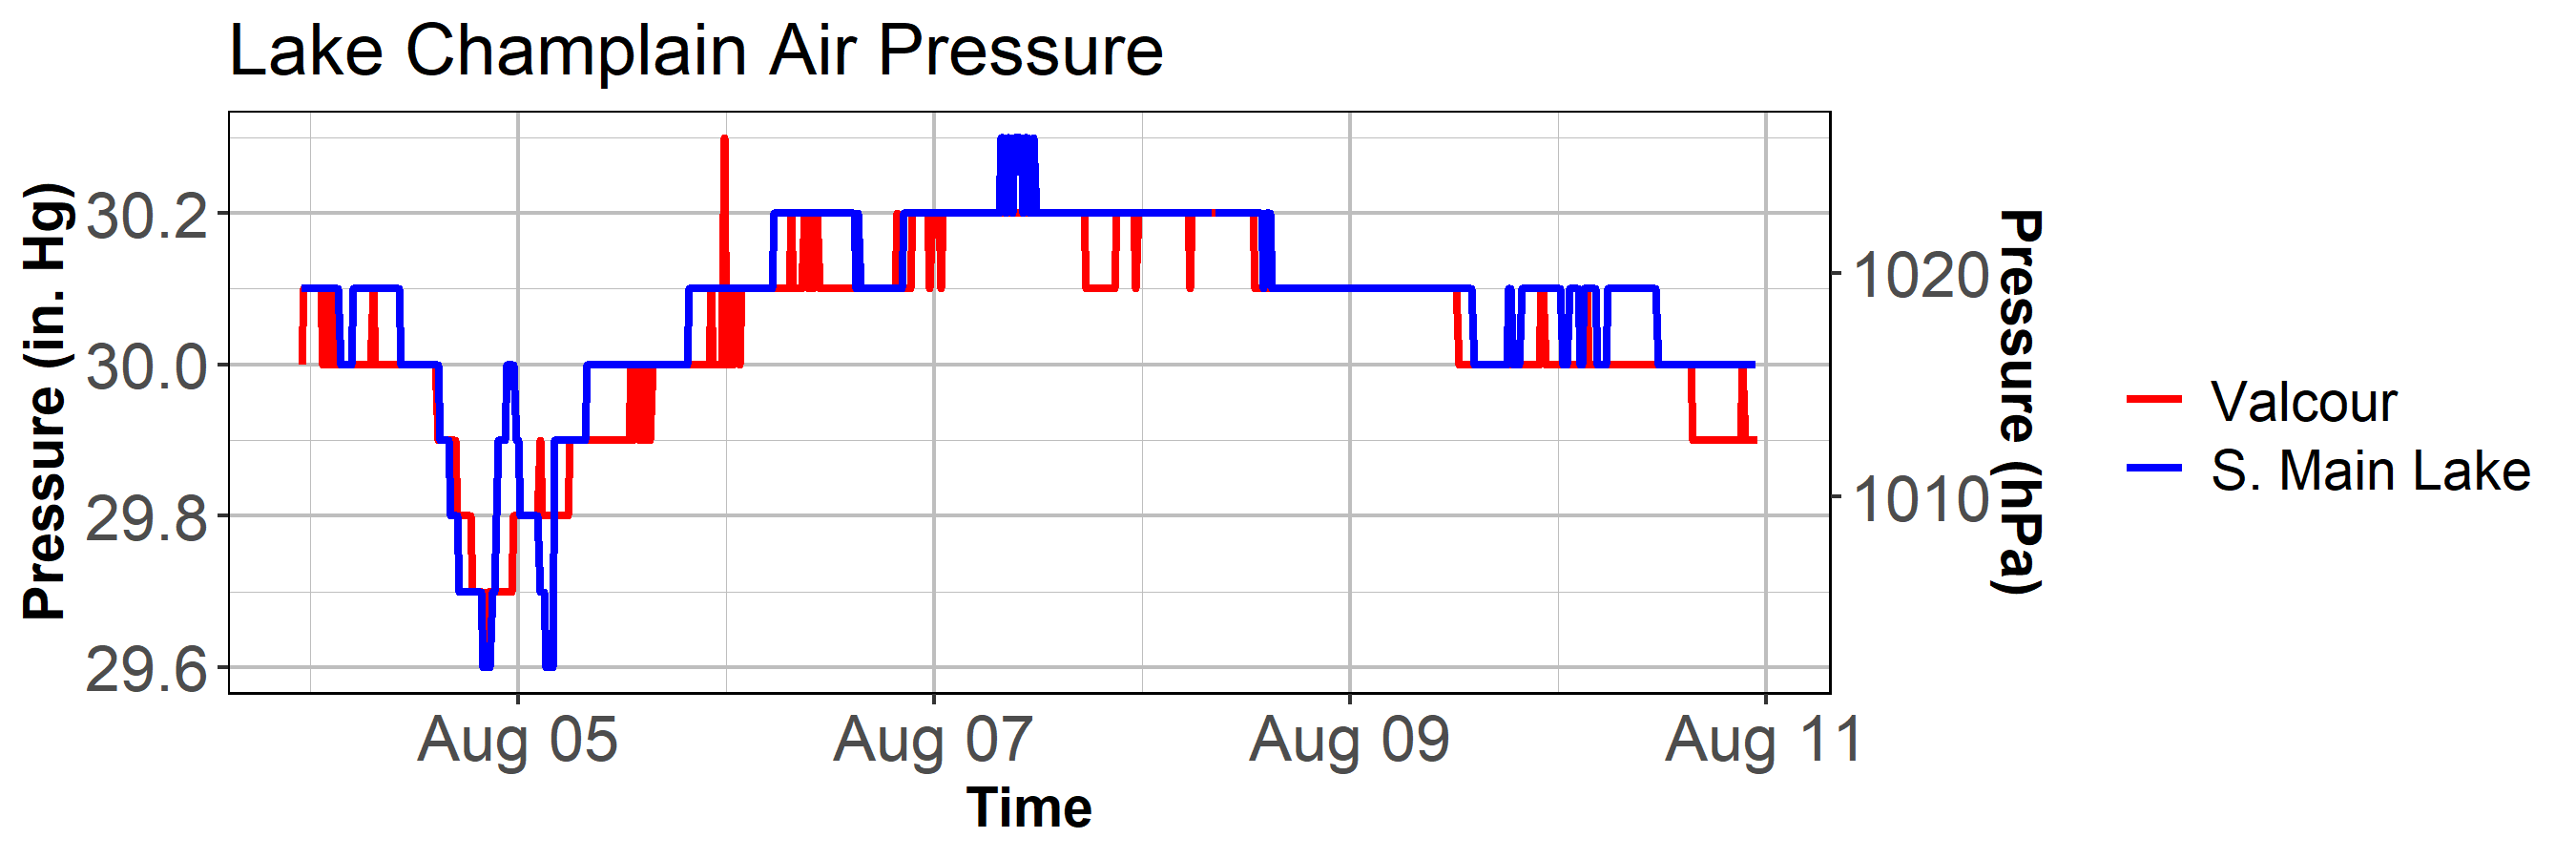 Lake Champlain Air Pressure
Pressure (in. Hg)
30.2
30.0
29.8
29.6
1020
1010
Pressure (hPa)
Aug 05 Aug 07 Aug 09 Aug 11
Time
Valcour
S. Main Lake